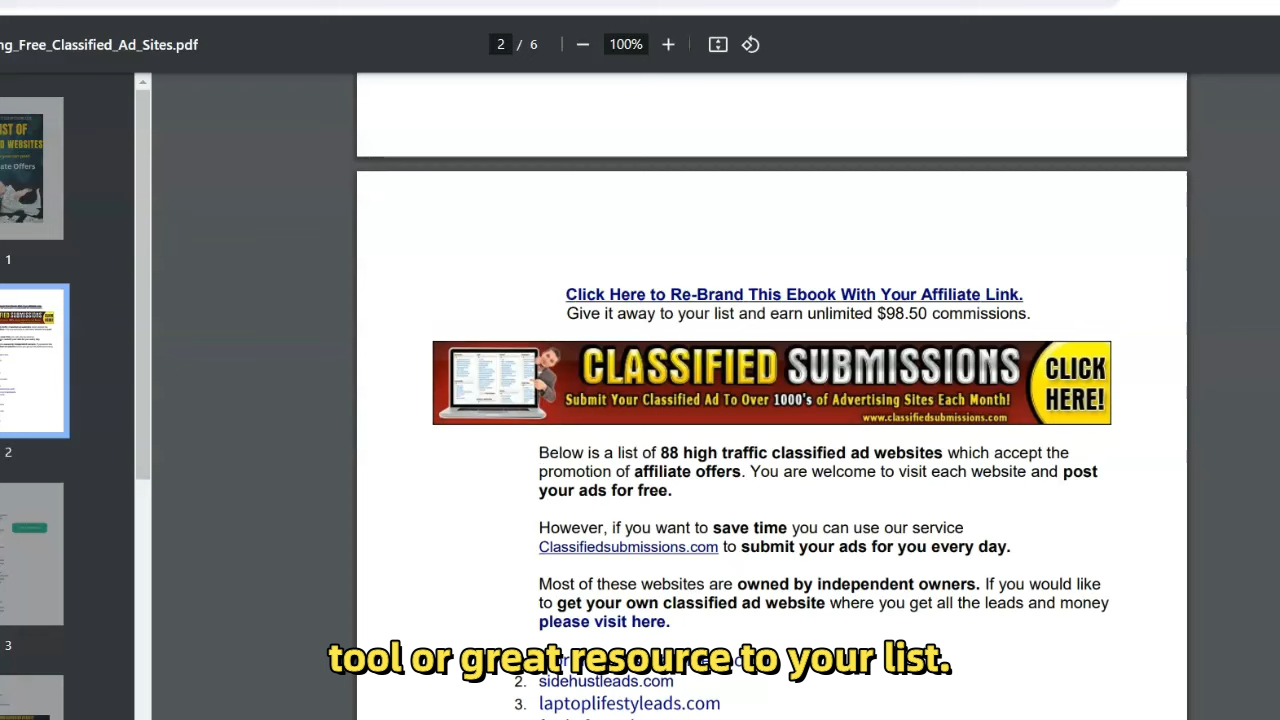 ng_Free_Classified_Ad_Sites.pdf
2 / 6
100%
IST OF
D WEBSITES
ate Offers
1
2
3
Click Here to Re-Brand This Ebook With Your Affiliate Link.
Give it away to your list and earn unlimited $98.50 commissions.
CLASSIFIED SUBMISSIONS
Submit Your Classified Ad To Over 1000's of Advertising Sites Each Month!
www.classifiedsubmissions.com
CLICK
HERE!
Below is a list of 88 high traffic classified ad websites which accept the
promotion of affiliate offers. You are welcome to visit each website and post
your ads for free.
However, if you want to save time you can use our service
Classifiedsubmissions.com to submit your ads for you every day.
Most of these websites are owned by independent owners. If you would like
to get your own classified ad website where you get all the leads and money
please visit here.
tool or great resource to your list.
2. sidehustleads.com
3. laptoplifestyleads.com